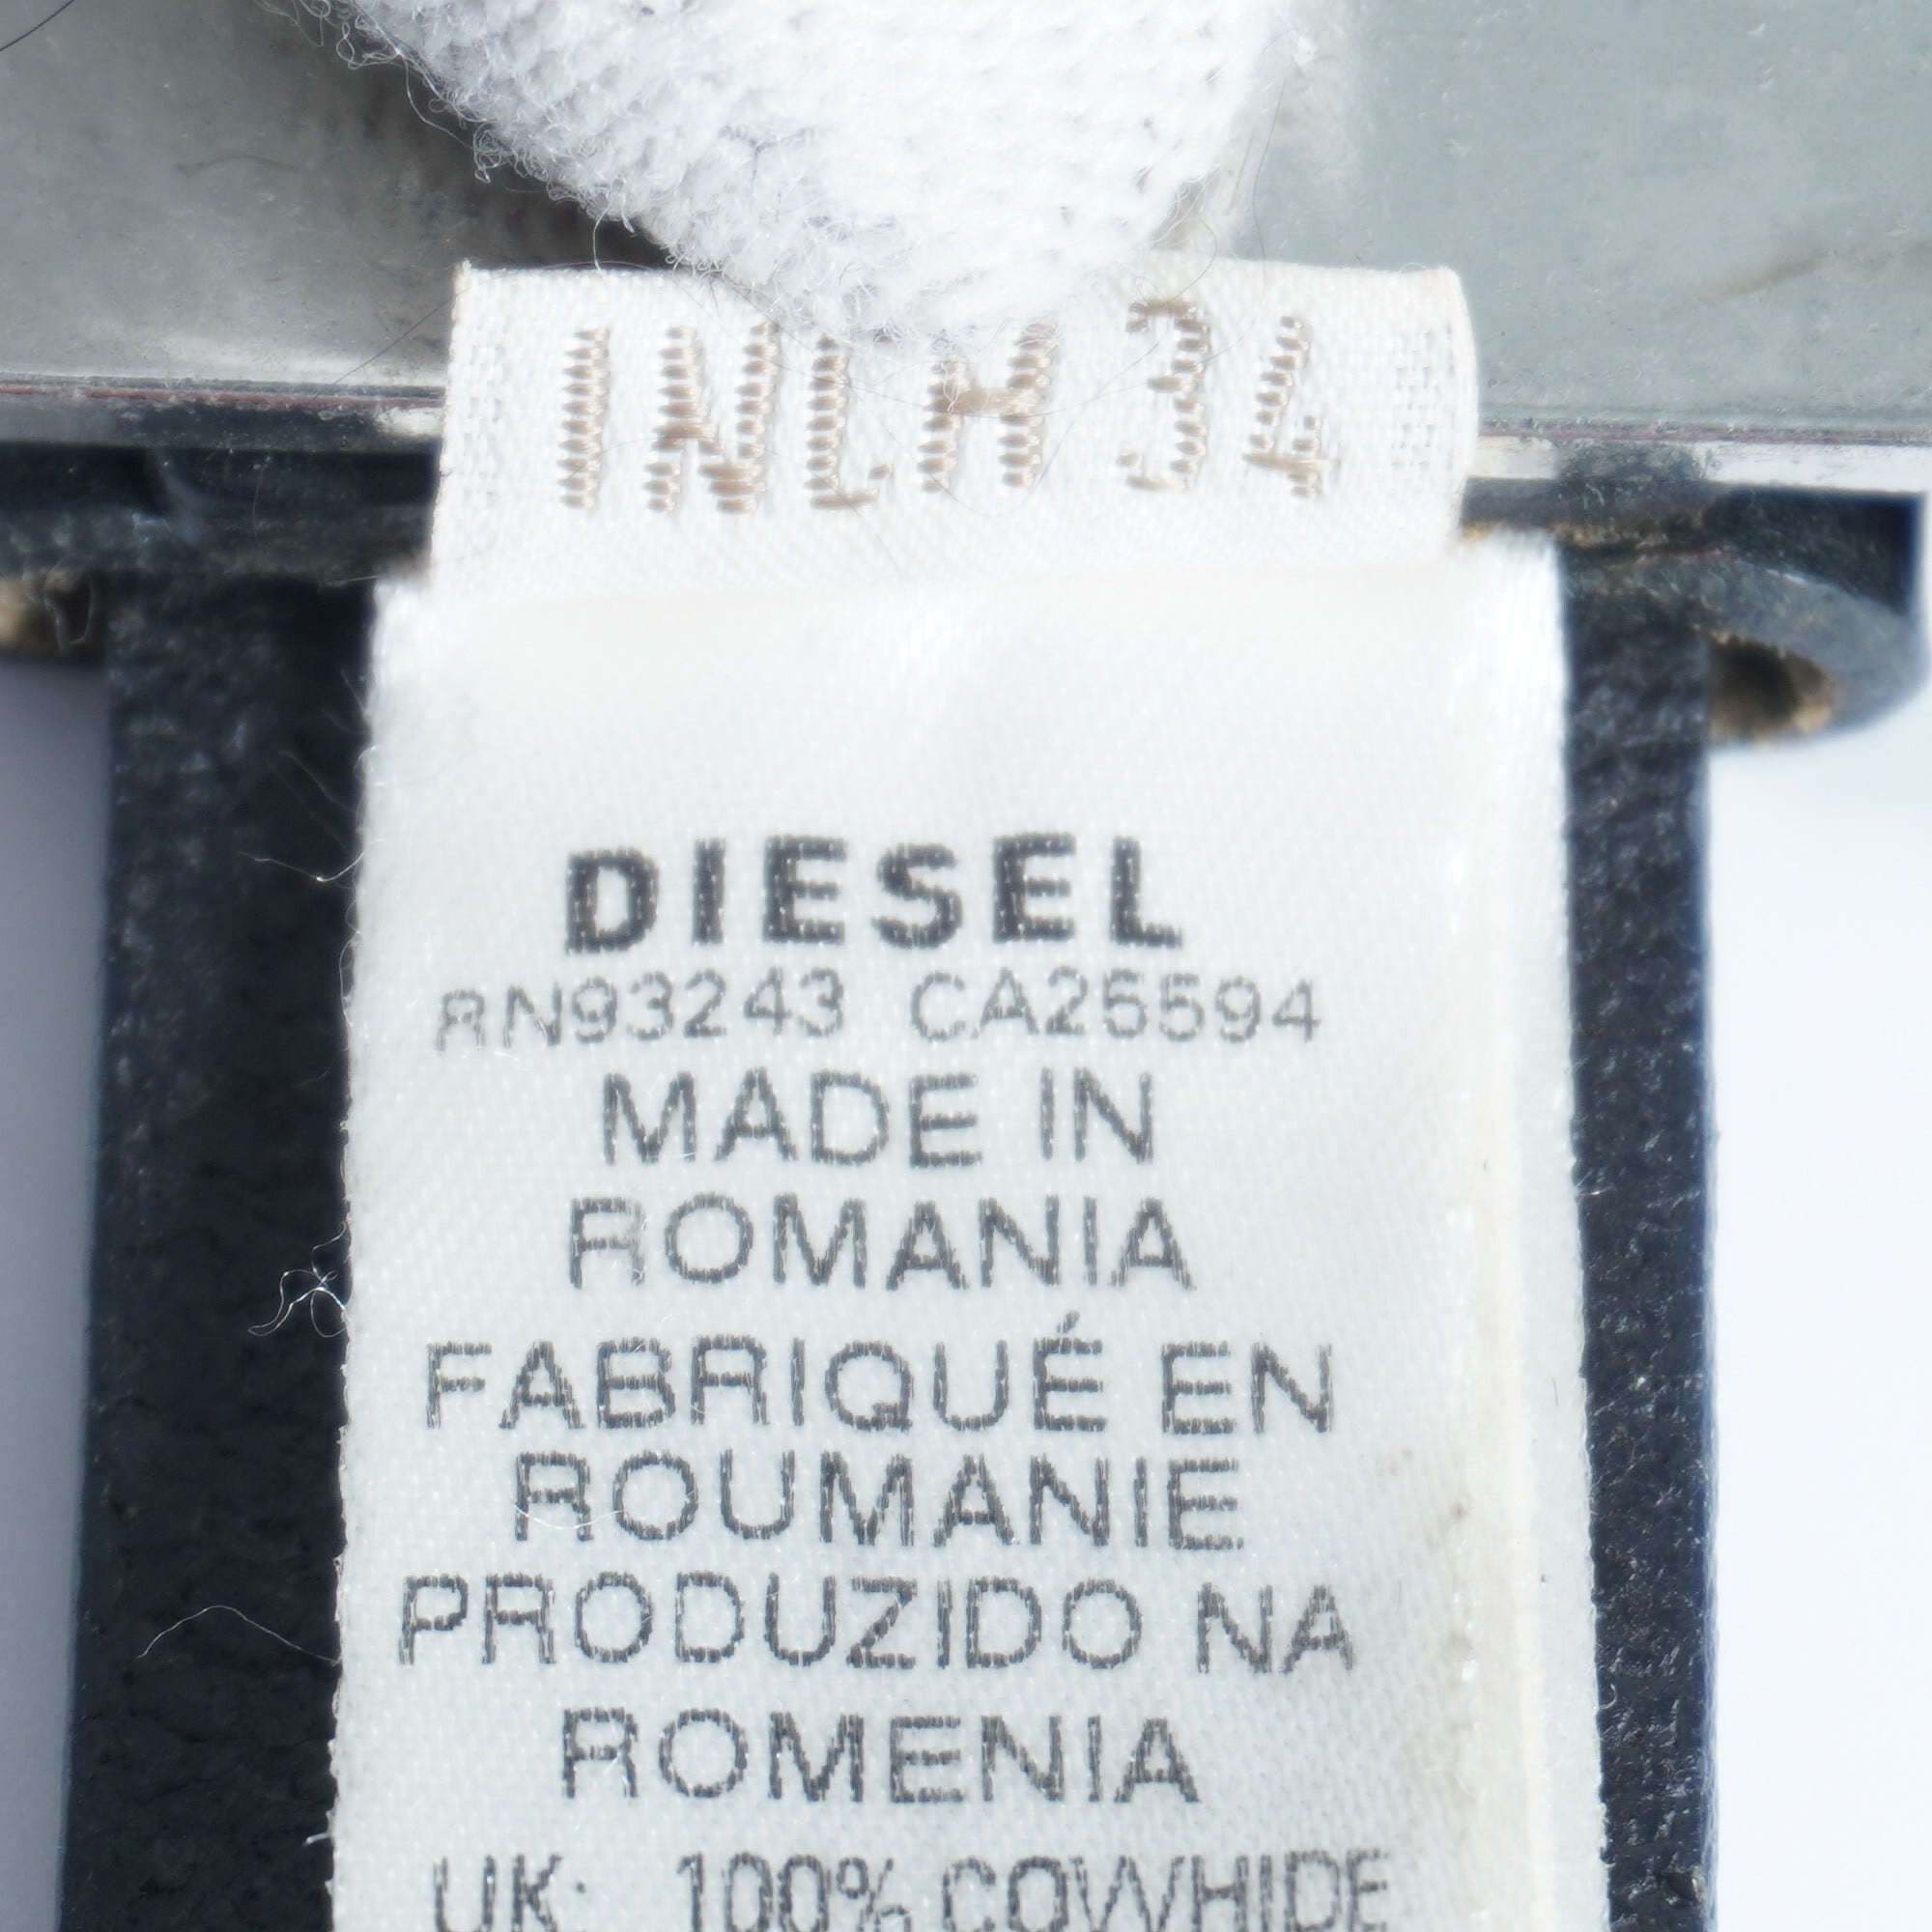 INCH 34
DIESEL
RN93243 CA25594
MADE IN
ROMANIA
FABRIQUÉ EN
ROUMANIE
PRODUZIDO NA
ROMENIA
UK: 100% COWHIDE